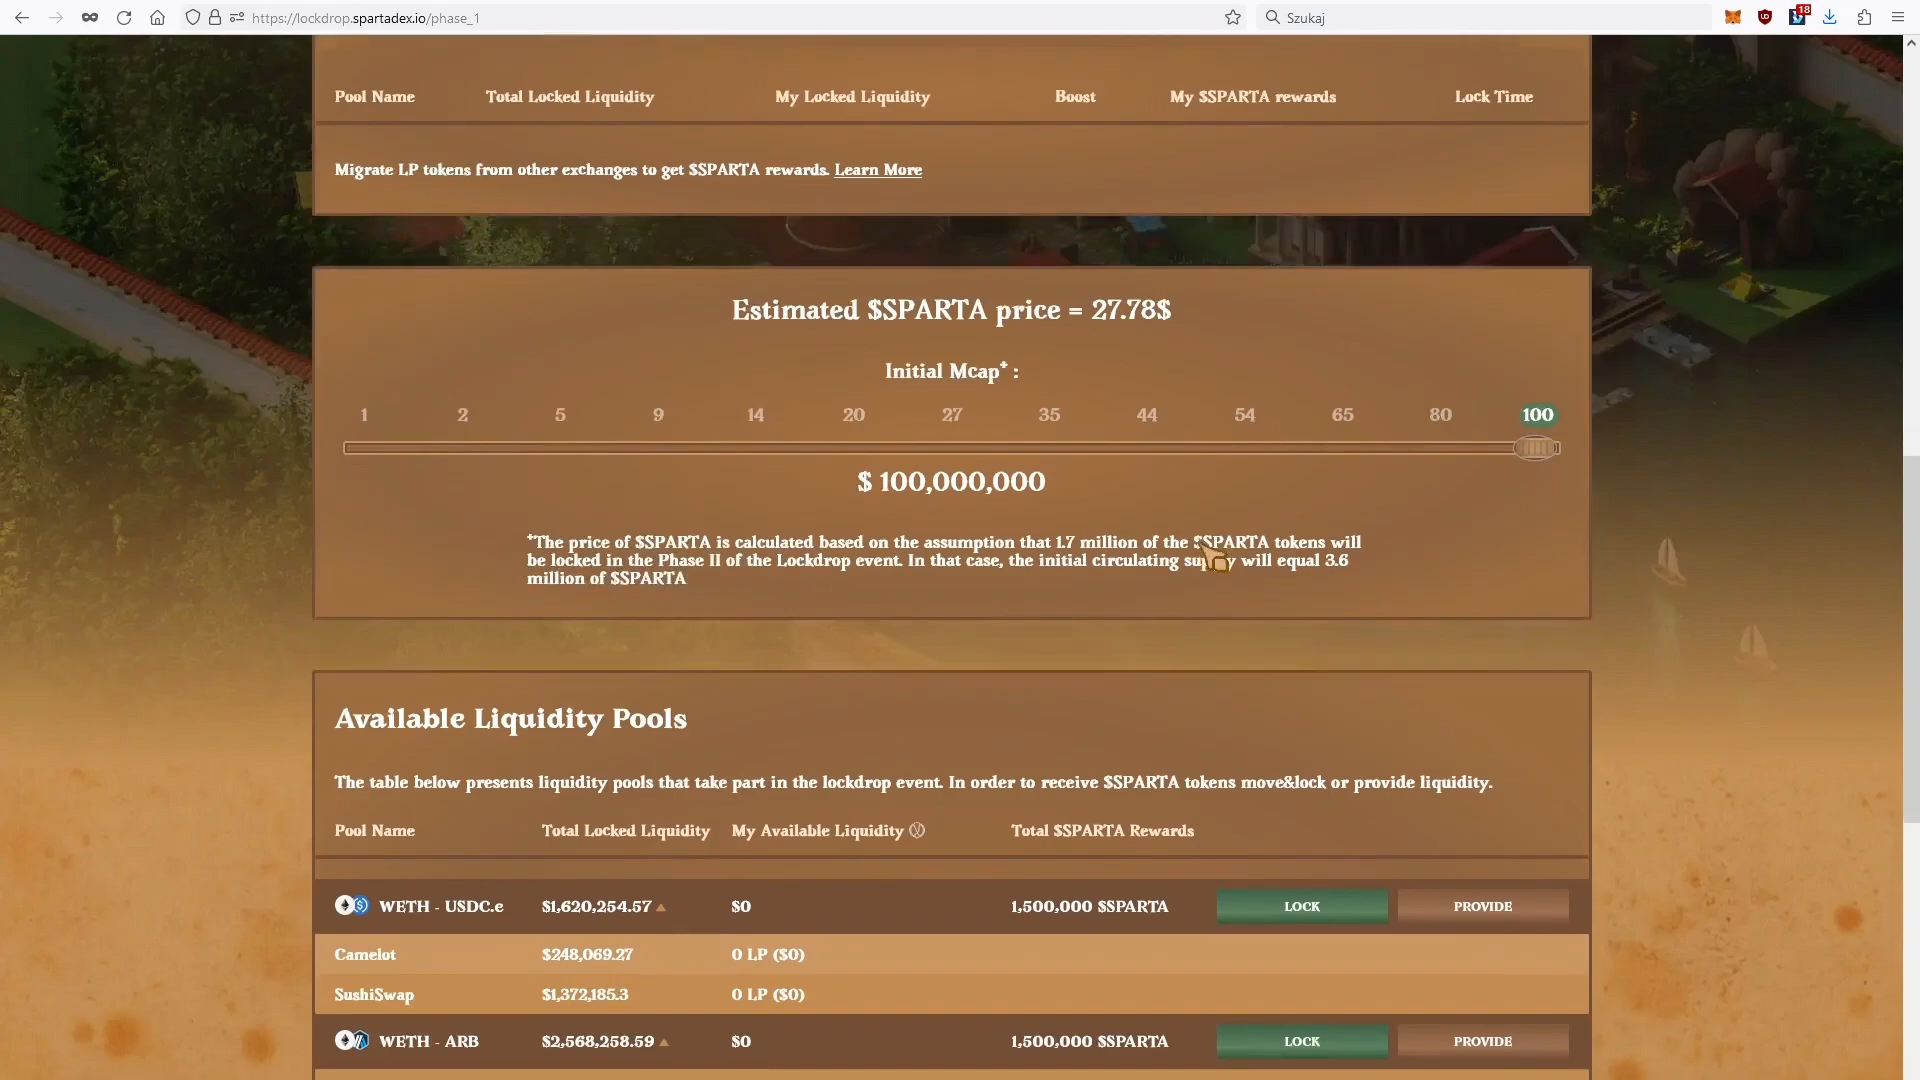 https://lockdrop.spartadex.io/phase_1
Szukaj
18
Pool Name Total Locked Liquidity My Locked Liquidity Boost My $SPARTA rewards Lock Time
Migrate LP tokens from other exchanges to get $SPARTA rewards. Learn More
Estimated $SPARTA price = 27.78$
Initial Mcap* :
1 2 5 9 14 20 27 35 44 54 65 80 100
$ 100,000,000
*The price of $SPARTA is calculated based on the assumption that 1.7 million of the $SPARTA tokens will
be locked in the Phase II of the Lockdrop event. In that case, the initial circulating supply will equal 3.6
million of $SPARTA
Available Liquidity Pools
The table below presents liquidity pools that take part in the lockdrop event. In order to receive $SPARTA tokens move&lock or provide liquidity.
Pool Name Total Locked Liquidity My Available Liquidity Total $SPARTA Rewards
WETH - USDC.e $1,620,254.57 $0 1,500,000 $SPARTA LOCK PROVIDE
Camelot $248,069.27 0 LP ($0)
SushiSwap $1,372,185.3 0 LP ($0)
WETH - ARB $2,568,258.59 $0 1,500,000 $SPARTA LOCK PROVIDE